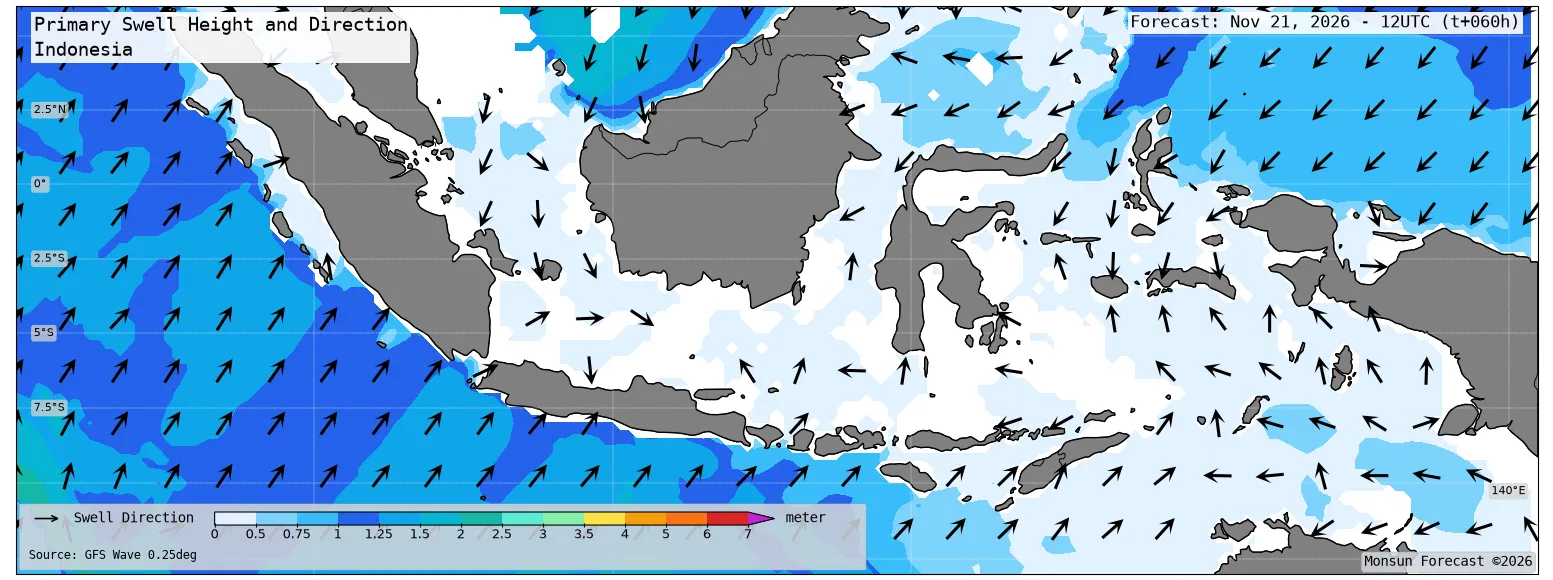 Primary Swell Height and Direction
Indonesia
Forecast: Nov 21, 2026 - 12UTC (t+060h)
2.5°N
0°
2.5°S
5°S
7.5°S
140°E
Swell Direction
0 0.5 0.75 1 1.25 1.5 2 2.5 3 3.5 4 5 6 7 meter
Source: GFS Wave 0.25deg
Monsun Forecast ©2026